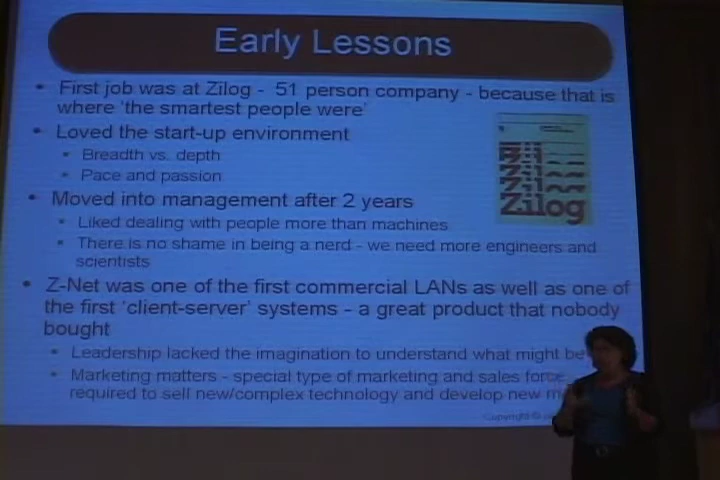 Early Lessons
• First job was at Zilog - 51 person company - because that is
where 'the smartest people were'
• Loved the start-up environment
• Breadth vs. depth
• Pace and passion
• Moved into management after 2 years
• Liked dealing with people more than machines
• There is no shame in being a nerd - we need more engineers and
scientists
• Z-Net was one of the first commercial LANs as well as one of
the first 'client-server' systems - a great product that nobody
bought
• Leadership lacked the imagination to understand what might be
• Marketing matters - special type of marketing and sales force
required to sell new/complex technology and develop new
Zilog
Copyright ©